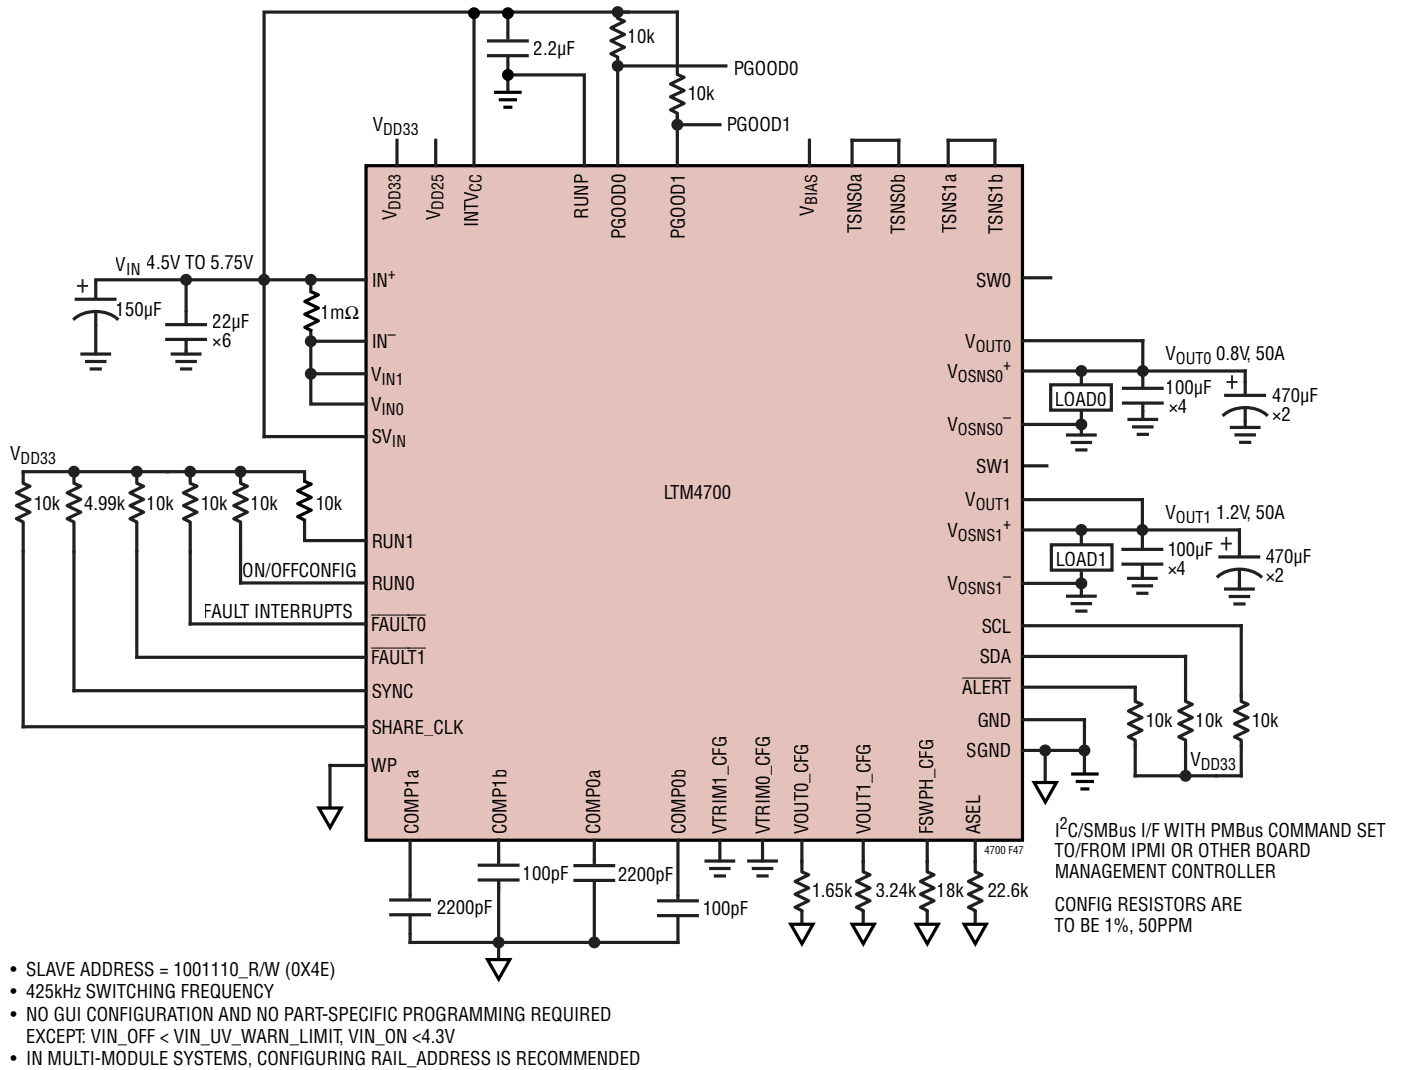 10k
2.2µF
PGOOD0
10k
PGOOD1
VDD33
VDD33
VDD25
INTVCC
RUNP
PGOOD0
PGOOD1
VBIAS
TSNS0a
TSNS0b
TSNS1a
TSNS1b
VIN 4.5V TO 5.75V
+
150µF
22µF
×6
1mΩ
IN+
IN–
VIN1
VIN0
SVIN
SW0
VOUT0
VOSNS0+
VOSNS0–
VOUT0 0.8V, 50A
LOAD0
100µF
×4
+
470µF
×2
SW1
VOUT1
VOSNS1+
VOSNS1–
VOUT1 1.2V, 50A
LOAD1
100µF
×4
+
470µF
×2
LTM4700
VDD33
10k
4.99k
10k
10k
10k
10k
RUN1
ON/OFFCONFIG
RUN0
FAULT INTERRUPTS
FAULT0
FAULT1
SYNC
SHARE_CLK
WP
SCL
SDA
ALERT
GND
SGND
10k
10k
10k
VDD33
COMP1a
COMP1b
COMP0a
COMP0b
VTRIM1_CFG
VTRIM0_CFG
VOUT0_CFG
VOUT1_CFG
FSWPH_CFG
ASEL
4700 F47
2200pF
100pF
2200pF
100pF
1.65k
3.24k
18k
22.6k
I2C/SMBus I/F WITH PMBus COMMAND SET
TO/FROM IPMI OR OTHER BOARD
MANAGEMENT CONTROLLER
CONFIG RESISTORS ARE
TO BE 1%, 50PPM
• SLAVE ADDRESS = 1001110_R/W (0X4E)
• 425kHz SWITCHING FREQUENCY
• NO GUI CONFIGURATION AND NO PART-SPECIFIC PROGRAMMING REQUIRED
EXCEPT: VIN_OFF < VIN_UV_WARN_LIMIT, VIN_ON <4.3V
• IN MULTI-MODULE SYSTEMS, CONFIGURING RAIL_ADDRESS IS RECOMMENDED